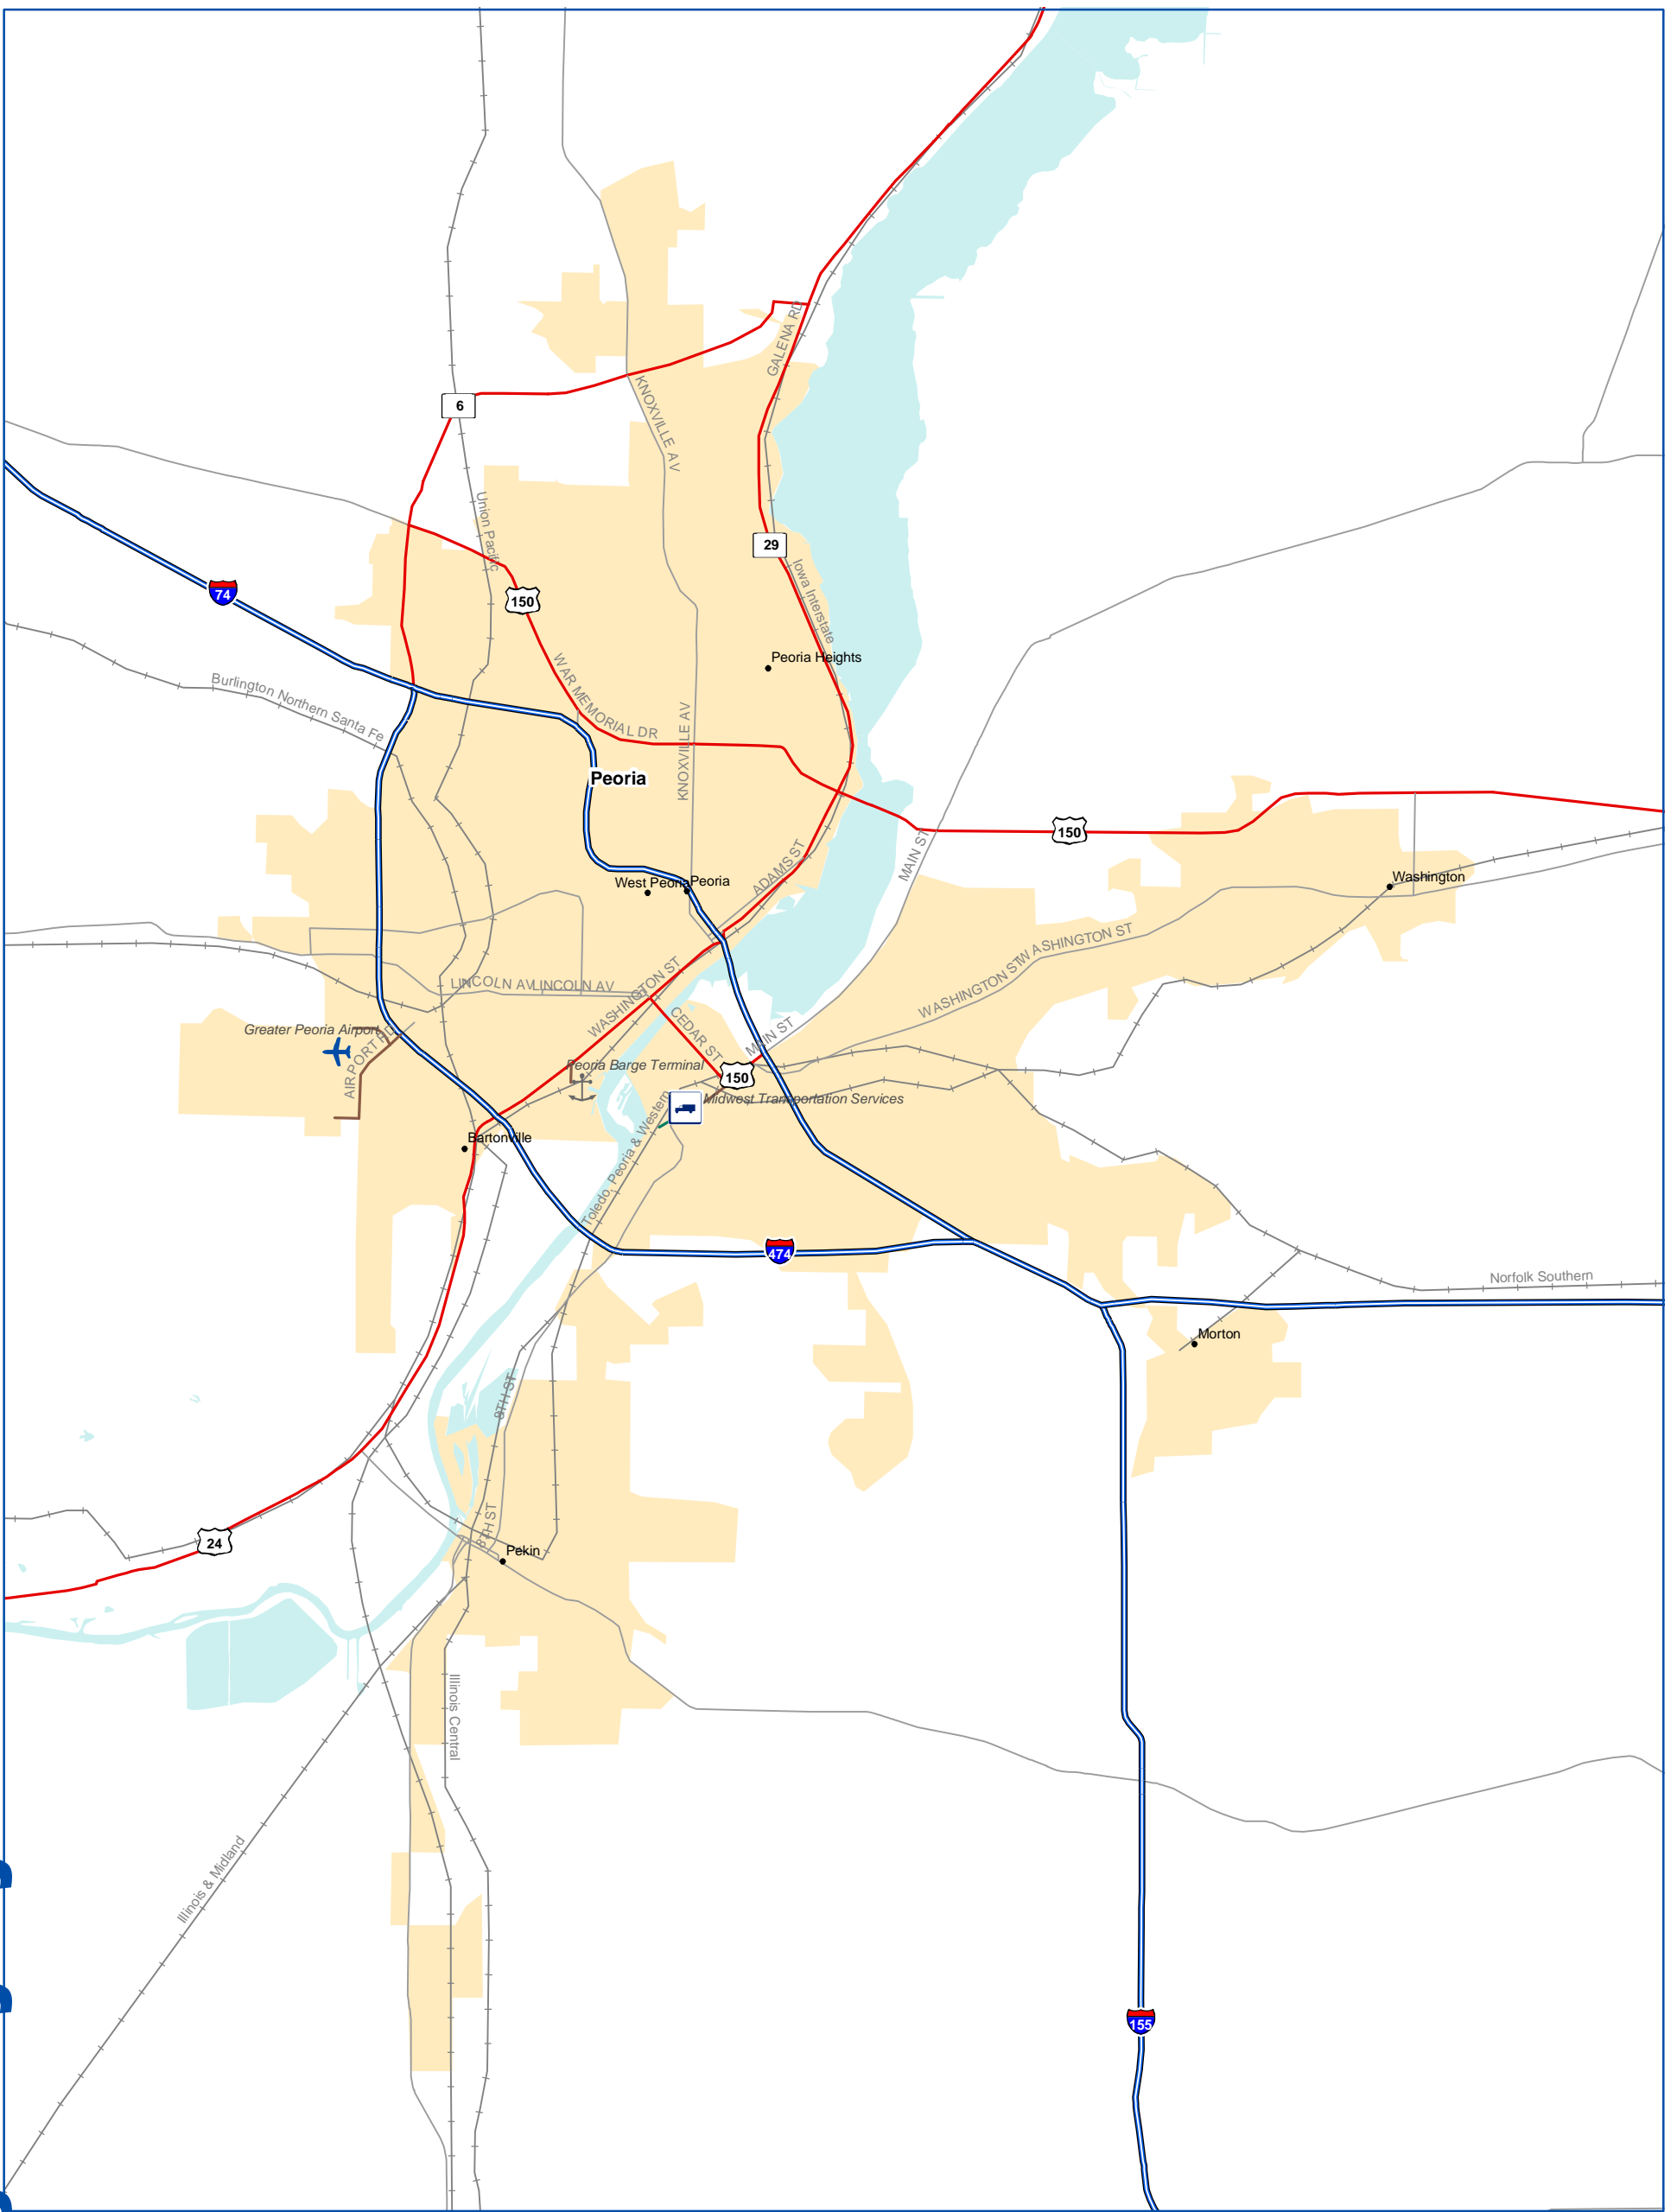 GALENA RD
KNOXVILLE AV
6
Union Pacific
29
Iowa Interstate
74
150
Peoria Heights
WAR MEMORIAL DR
Burlington Northern Santa Fe
KNOXVILLE AV
Peoria
150
MAIN ST
ADAMS ST
West Peoria
Peoria
Washington
WASHINGTON ST
WASHINGTON ST
LINCOLN AV
LINCOLN AV
WASHINGTON ST
CEDAR ST
MAIN ST
Greater Peoria Airport
AIRPORT RD
Peoria Barge Terminal
150
Midwest Transportation Services
Toledo, Peoria & Western
Bartonville
474
Norfolk Southern
Morton
8TH ST
8TH ST
24
Pekin
Illinois Central
Illinois & Midland
155